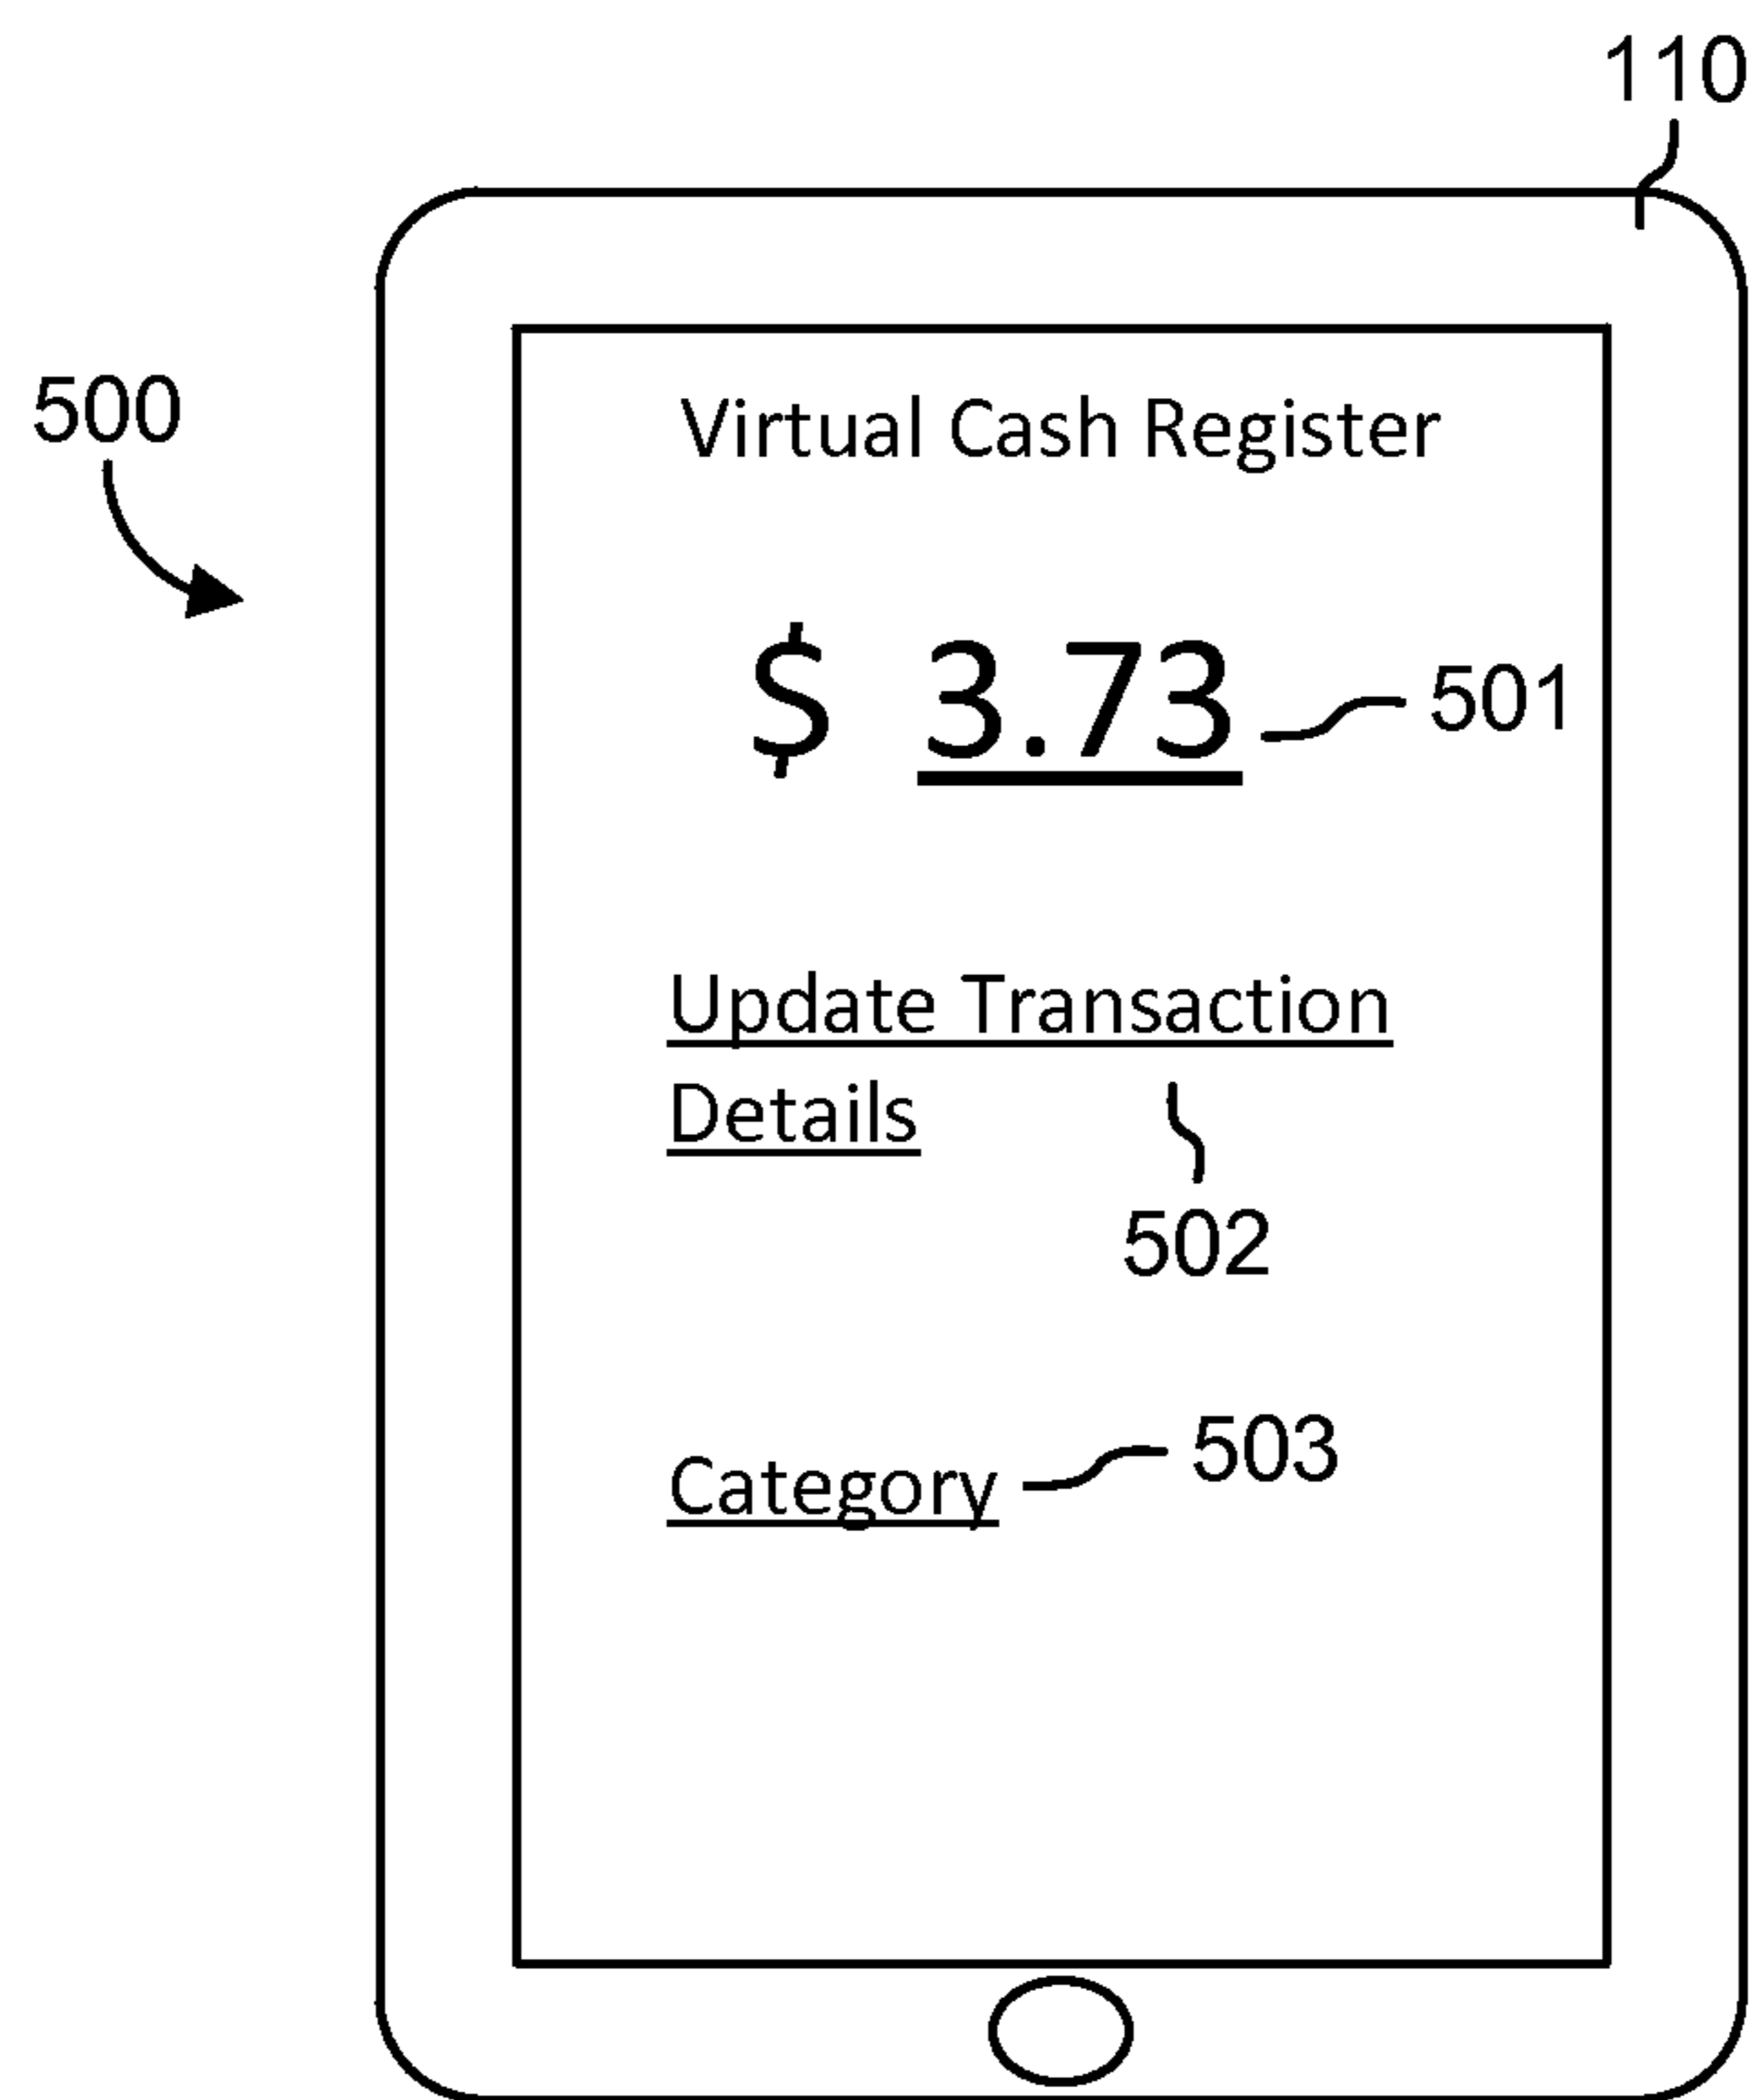 110
500
Virtual Cash Register
$ 3.73
501
Update Transaction
Details
502
Category
503